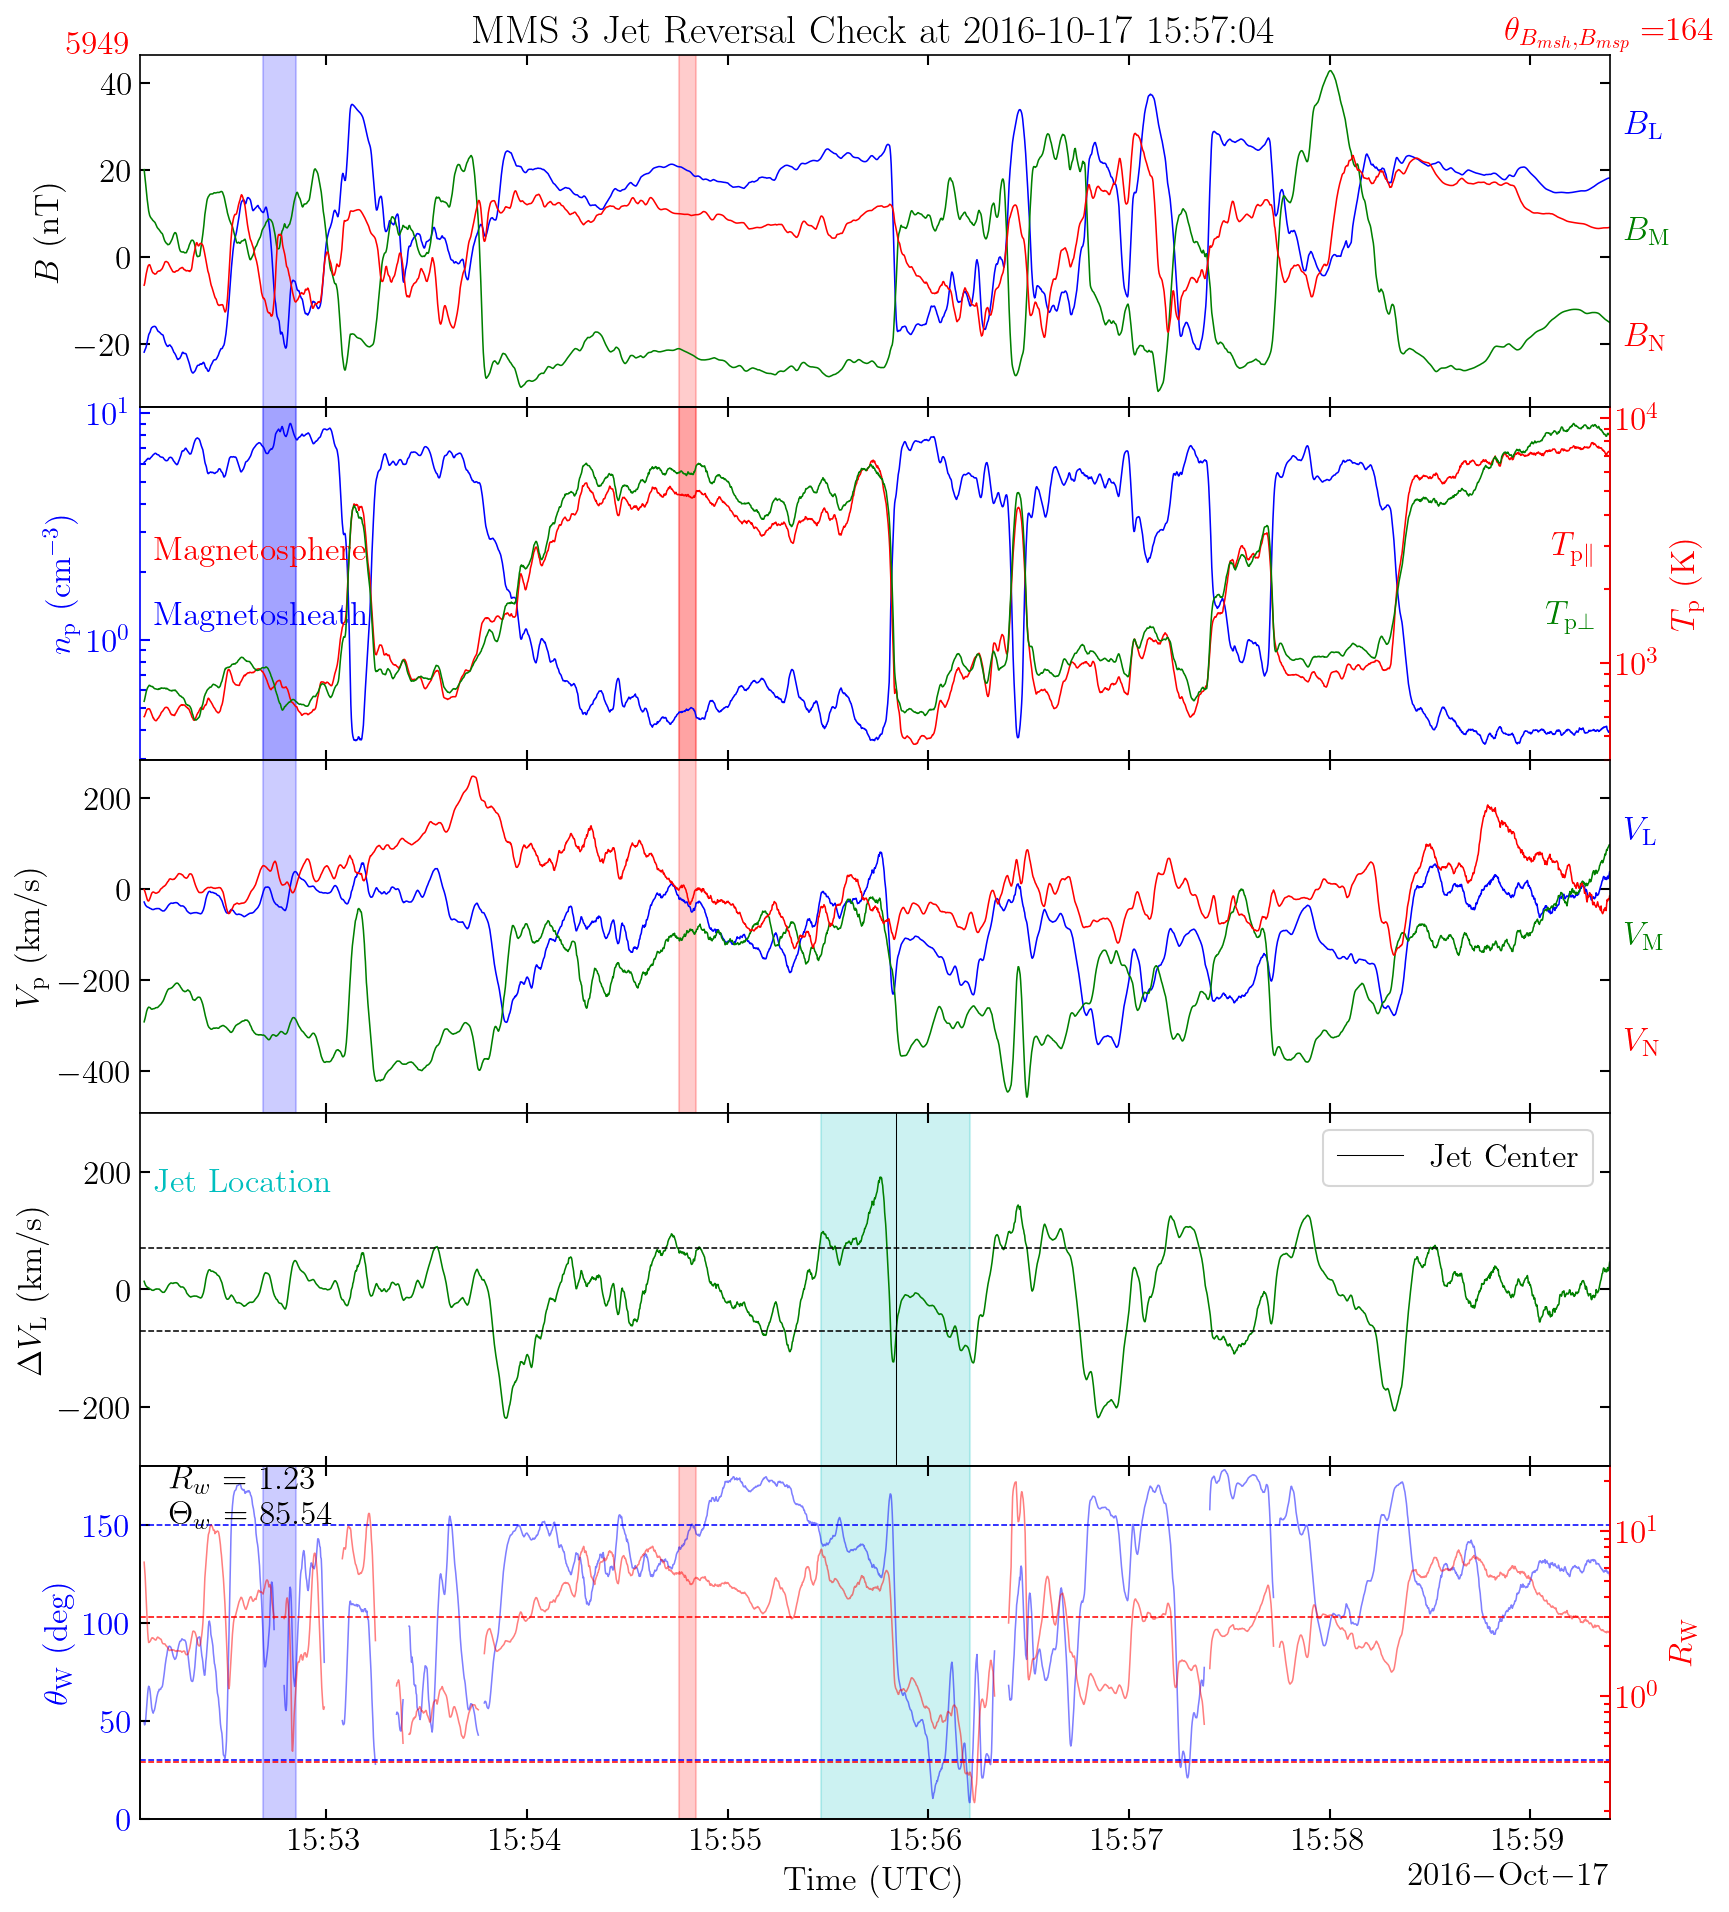 MMS 3 Jet Reversal Check at 2016-10-17 15:57:04
5949
θ_{B_{msh},B_{msp}} =164
40
20
0
−20
B (nT)
B_L
B_M
B_N
10^1
10^0
n_p (cm^{−3})
Magnetosphere
Magnetosheath
T_{p∥}
T_{p⊥}
10^4
10^3
T_p (K)
200
0
−200
−400
V_p (km/s)
V_L
V_M
V_N
200
0
−200
ΔV_L (km/s)
Jet Location
Jet Center
R_w = 1.23
Θ_w = 85.54
150
100
50
0
θ_W (deg)
10^1
10^0
R_W
15:53 15:54 15:55 15:56 15:57 15:58 15:59
Time (UTC)
2016−Oct−17